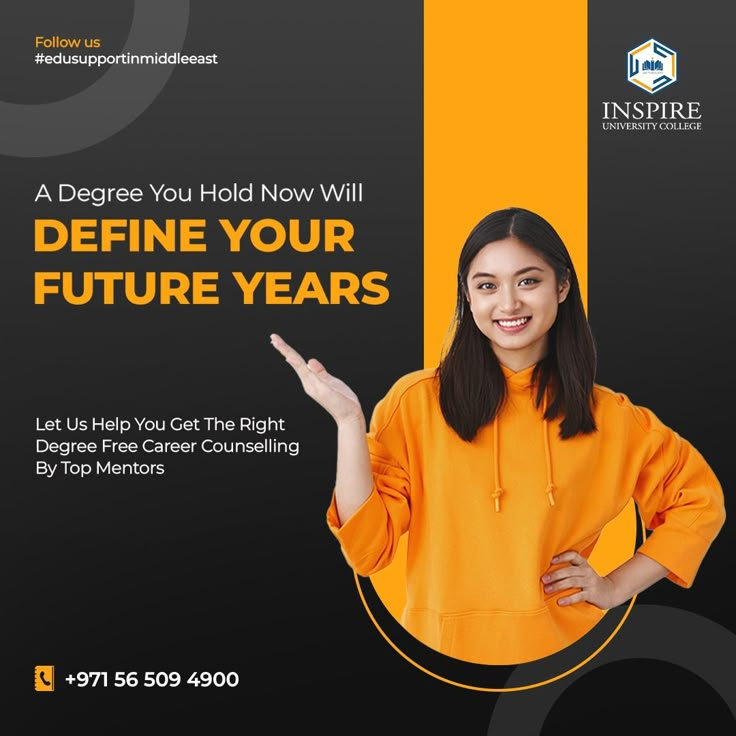 Follow us
#edusupportinmiddleeast
INSPIRE
UNIVERSITY COLLEGE
A Degree You Hold Now Will
DEFINE YOUR
FUTURE YEARS
Let Us Help You Get The Right
Degree Free Career Counselling
By Top Mentors
+971 56 509 4900